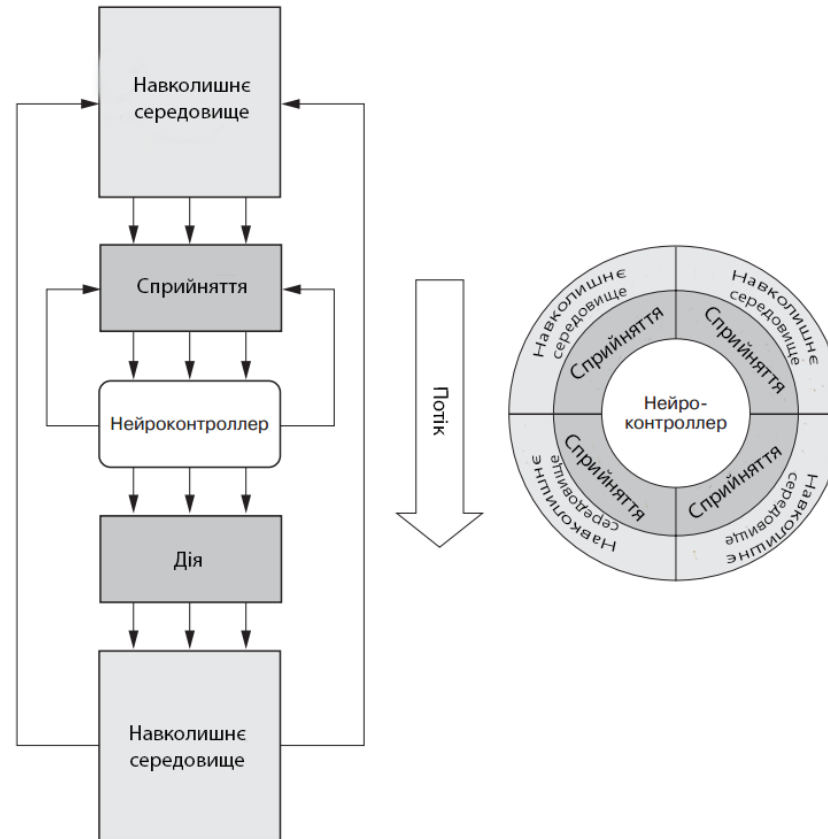 Навколишнє
середовище
Сприйняття
Нейроконтроллер
Дія
Навколишнє
середовище
Потік
Навколишнє
середовище
Навколишнє
середовище
Сприйняття
Сприйняття
Нейро-
контроллер
Сприйняття
Сприйняття
Навколишнє
середовище
Навколишнє
середовище